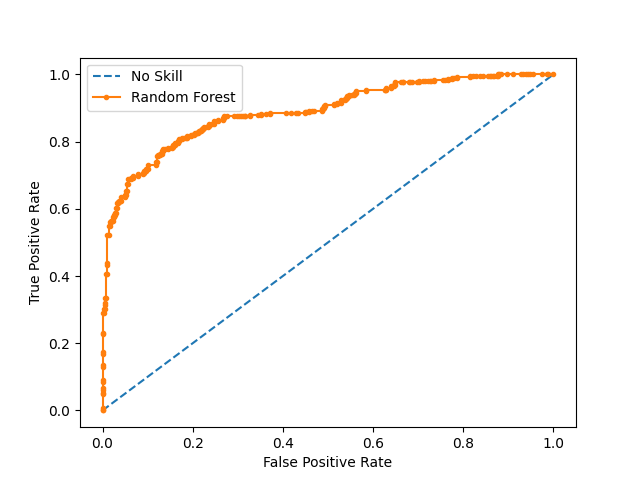 No Skill
Random Forest
1.0
0.8
0.6
0.4
0.2
0.0
True Positive Rate
0.0 0.2 0.4 0.6 0.8 1.0
False Positive Rate